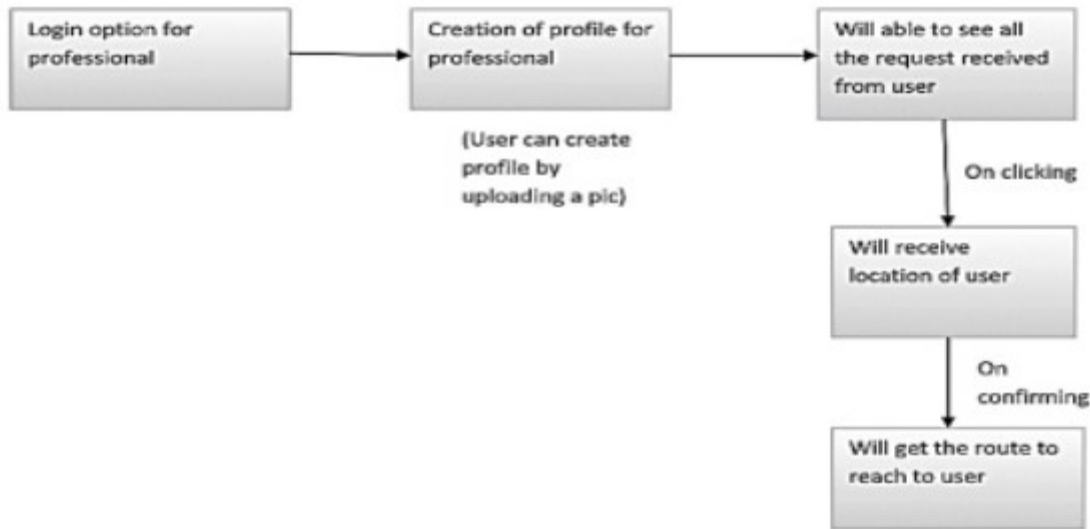 Login option for
professional
Creation of profile for
professional
(User can create
profile by
uploading a pic)
Will able to see all
the request received
from user
On clicking
Will receive
location of user
On
confirming
Will get the route to
reach to user